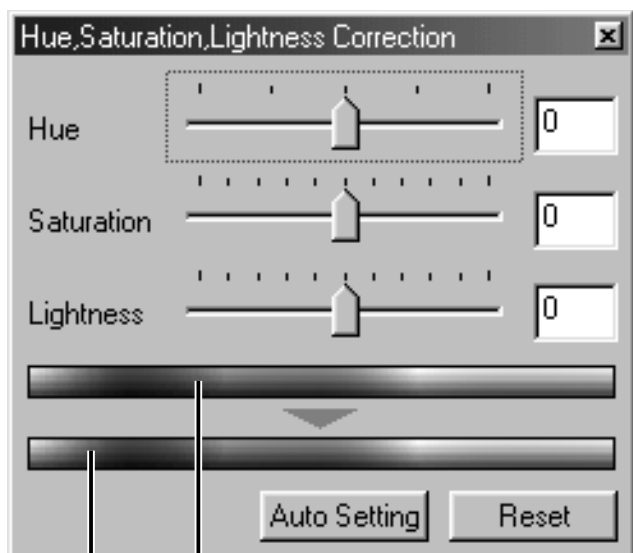 Hue,Saturation,Lightness Correction
Hue 0
Saturation 0
Lightness 0
Auto Setting Reset